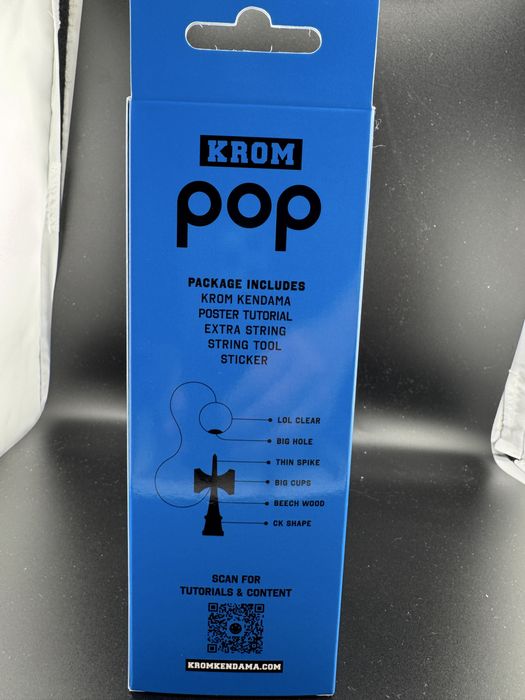 KROM
pop
PACKAGE INCLUDES
KROM KENDAMA
POSTER TUTORIAL
EXTRA STRING
STRING TOOL
STICKER
LOL CLEAR
BIG HOLE
THIN SPIKE
BIG CUPS
BEECH WOOD
CK SHAPE
SCAN FOR
TUTORIALS & CONTENT
KROMKENDAMA.COM